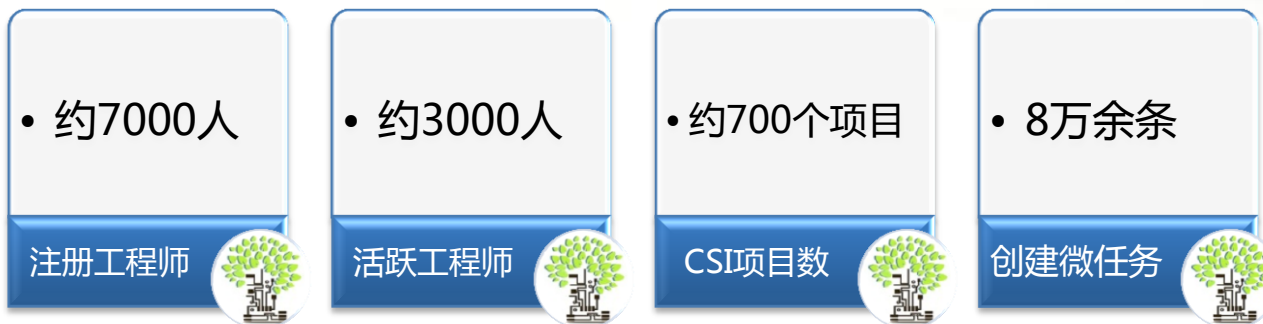 • 约7000人
• 约3000人
• 约700个项目
• 8万余条
注册工程师
活跃工程师
CSI项目数
创建微任务